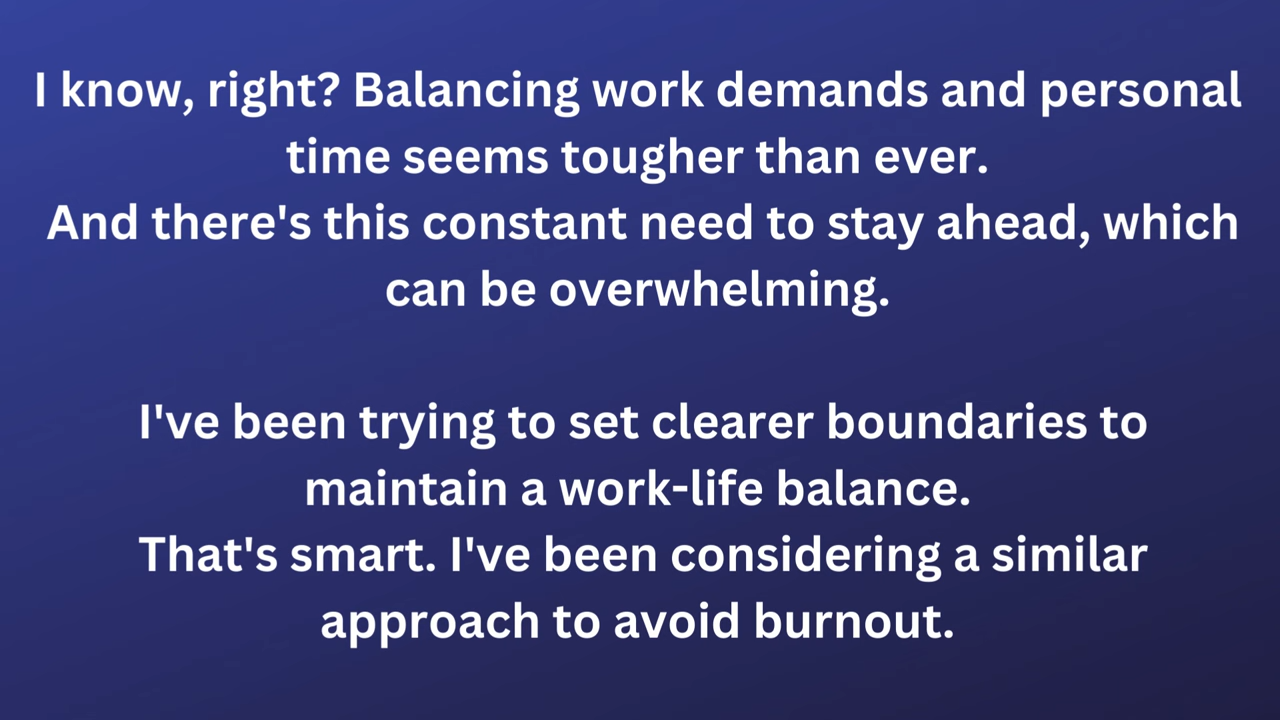 I know, right? Balancing work demands and personal
time seems tougher than ever.
And there's this constant need to stay ahead, which
can be overwhelming.
I've been trying to set clearer boundaries to
maintain a work-life balance.
That's smart. I've been considering a similar
approach to avoid burnout.